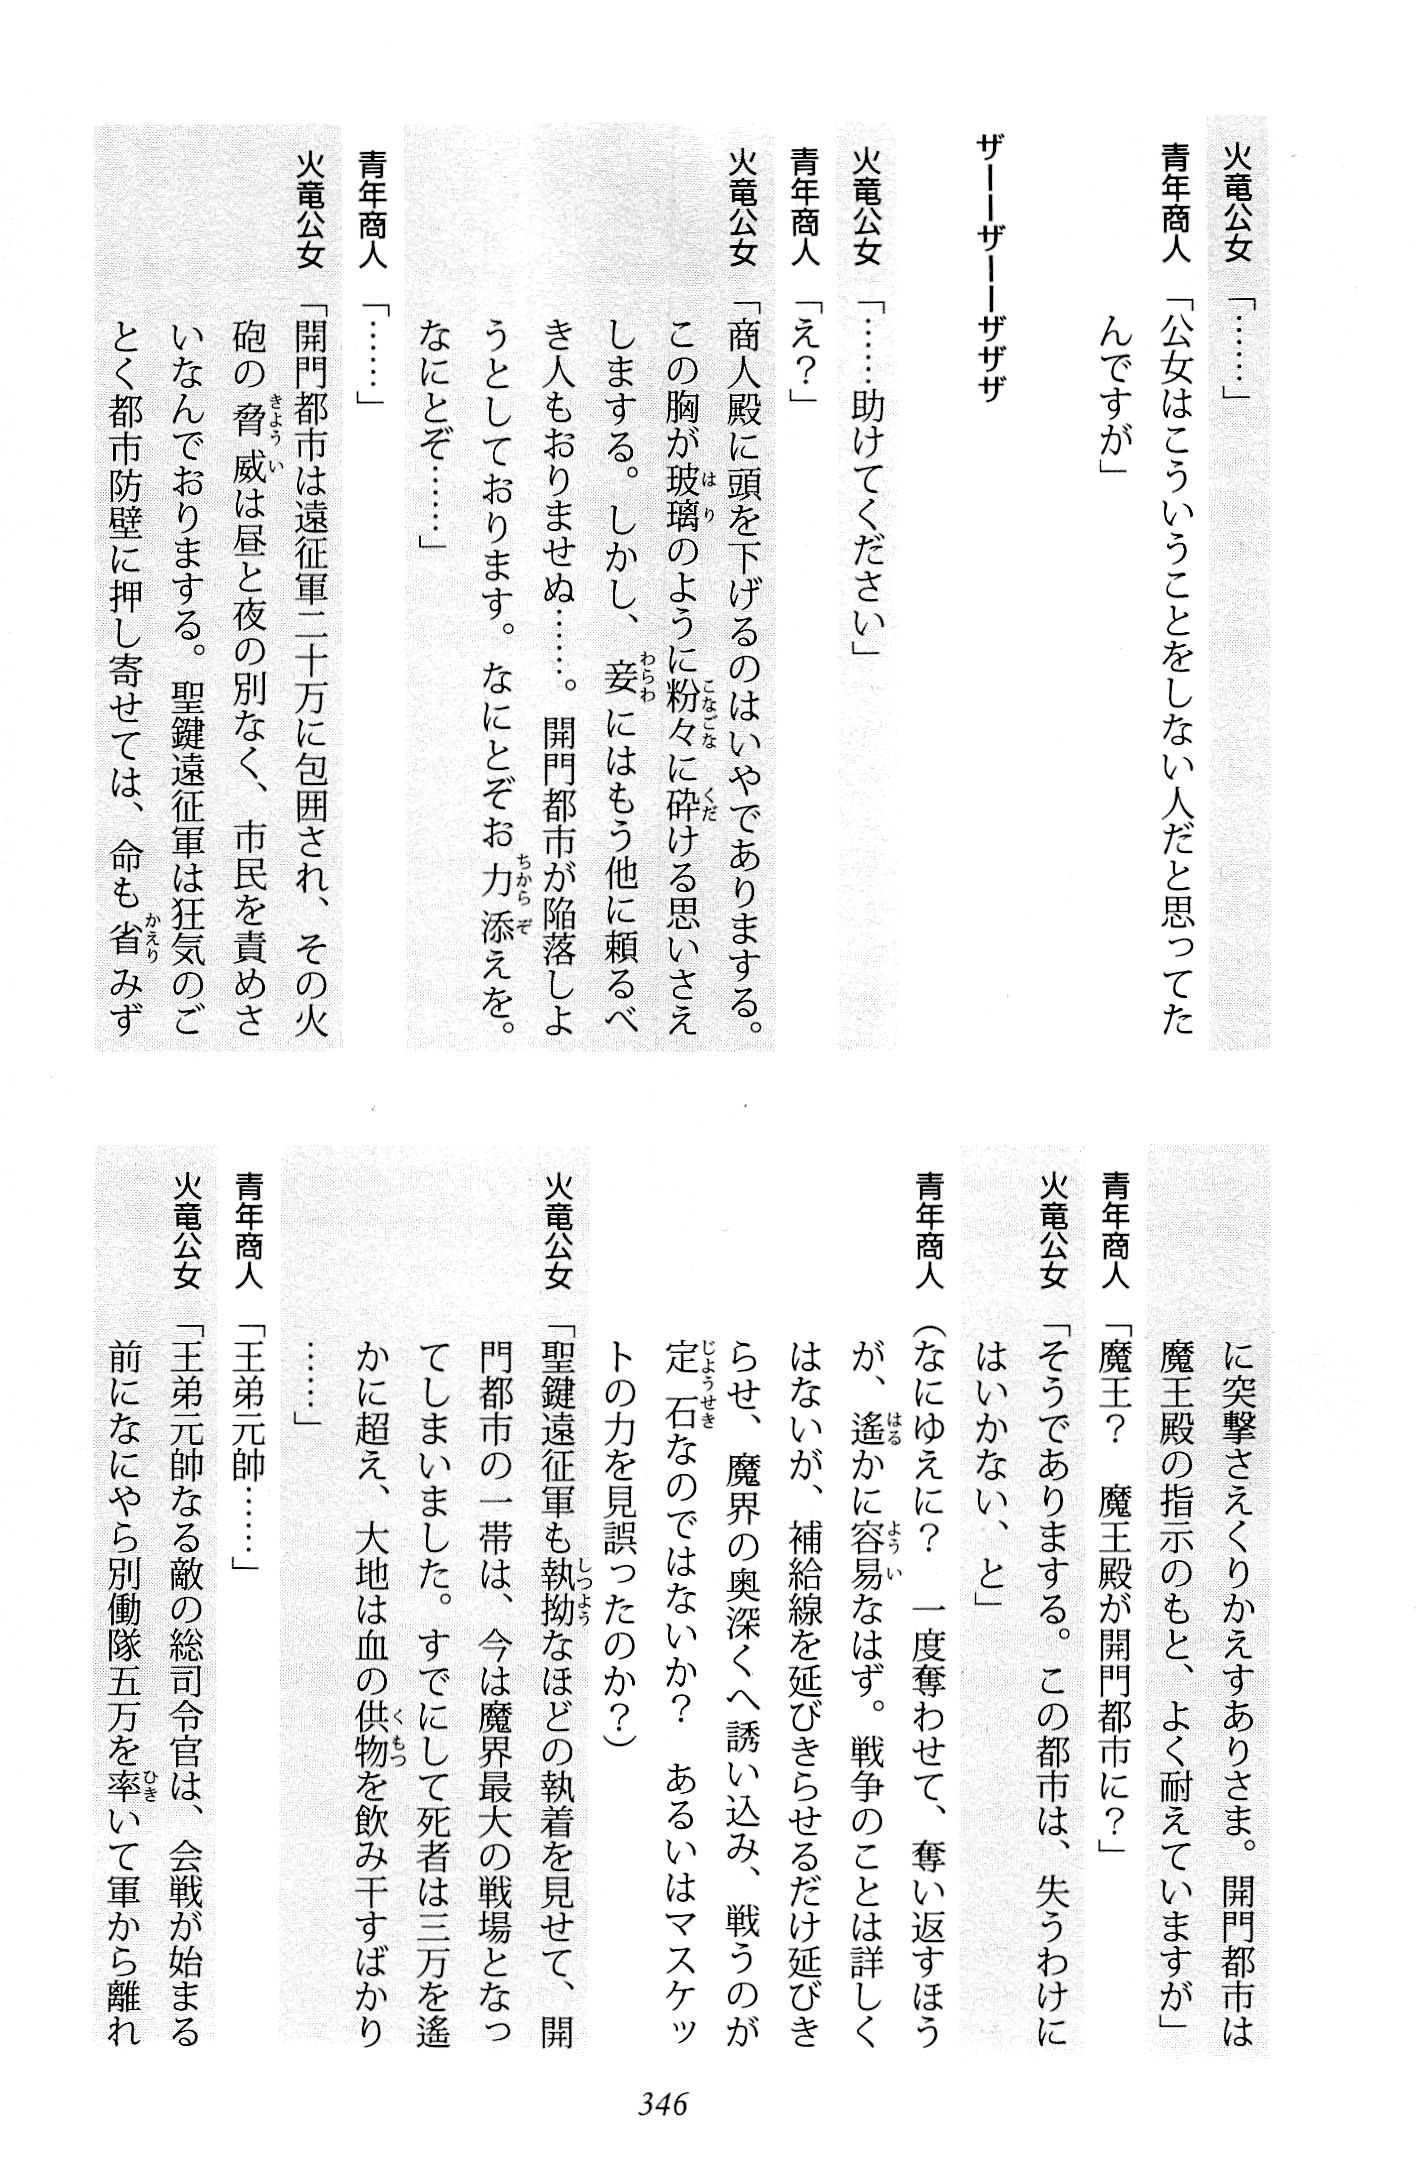 火竜公女「……」
青年商人「公女はこういうことをしない人だと思ってた
んですが」
ザーーザーーザザザ
火竜公女「……助けてください」
青年商人「え？」
火竜公女「商人殿に頭を下げるのはいやでありまする。
この胸が玻璃のように粉々に砕ける思いさえ
しまする。しかし、妾にはもう他に頼るべ
き人もおりませぬ……。開門都市が陥落しよ
うとしております。なにとぞお力添えを。
なにとぞ……」
青年商人「……」
火竜公女「開門都市は遠征軍二十万に包囲され、その火
砲の脅威は昼と夜の別なく、市民を責めさ
いなんでおりまする。聖鍵遠征軍は狂気のご
とく都市防壁に押し寄せては、命も省みず
に突撃さえくりかえすありさま。開門都市は
魔王殿の指示のもと、よく耐えていますが」
青年商人「魔王？　魔王殿が開門都市に？」
火竜公女「そうでありまする。この都市は、失うわけに
はいかない、と」
青年商人（なにゆえに？　一度奪わせて、奪い返すほう
が、遙かに容易なはず。戦争のことは詳しく
はないが、補給線を延びきらせるだけ延びき
らせ、魔界の奥深くへ誘い込み、戦うのが
定石なのではないか？　あるいはマスケッ
トの力を見誤ったのか？）
火竜公女「聖鍵遠征軍も執拗なほどの執着を見せて、開
門都市の一帯は、今は魔界最大の戦場となっ
てしまいました。すでにして死者は三万を遙
かに超え、大地は血の供物を飲み干すばかり
……」
青年商人「王弟元帥……」
火竜公女「王弟元帥なる敵の総司令官は、会戦が始まる
前になにやら別働隊五万を率いて軍から離れ
346